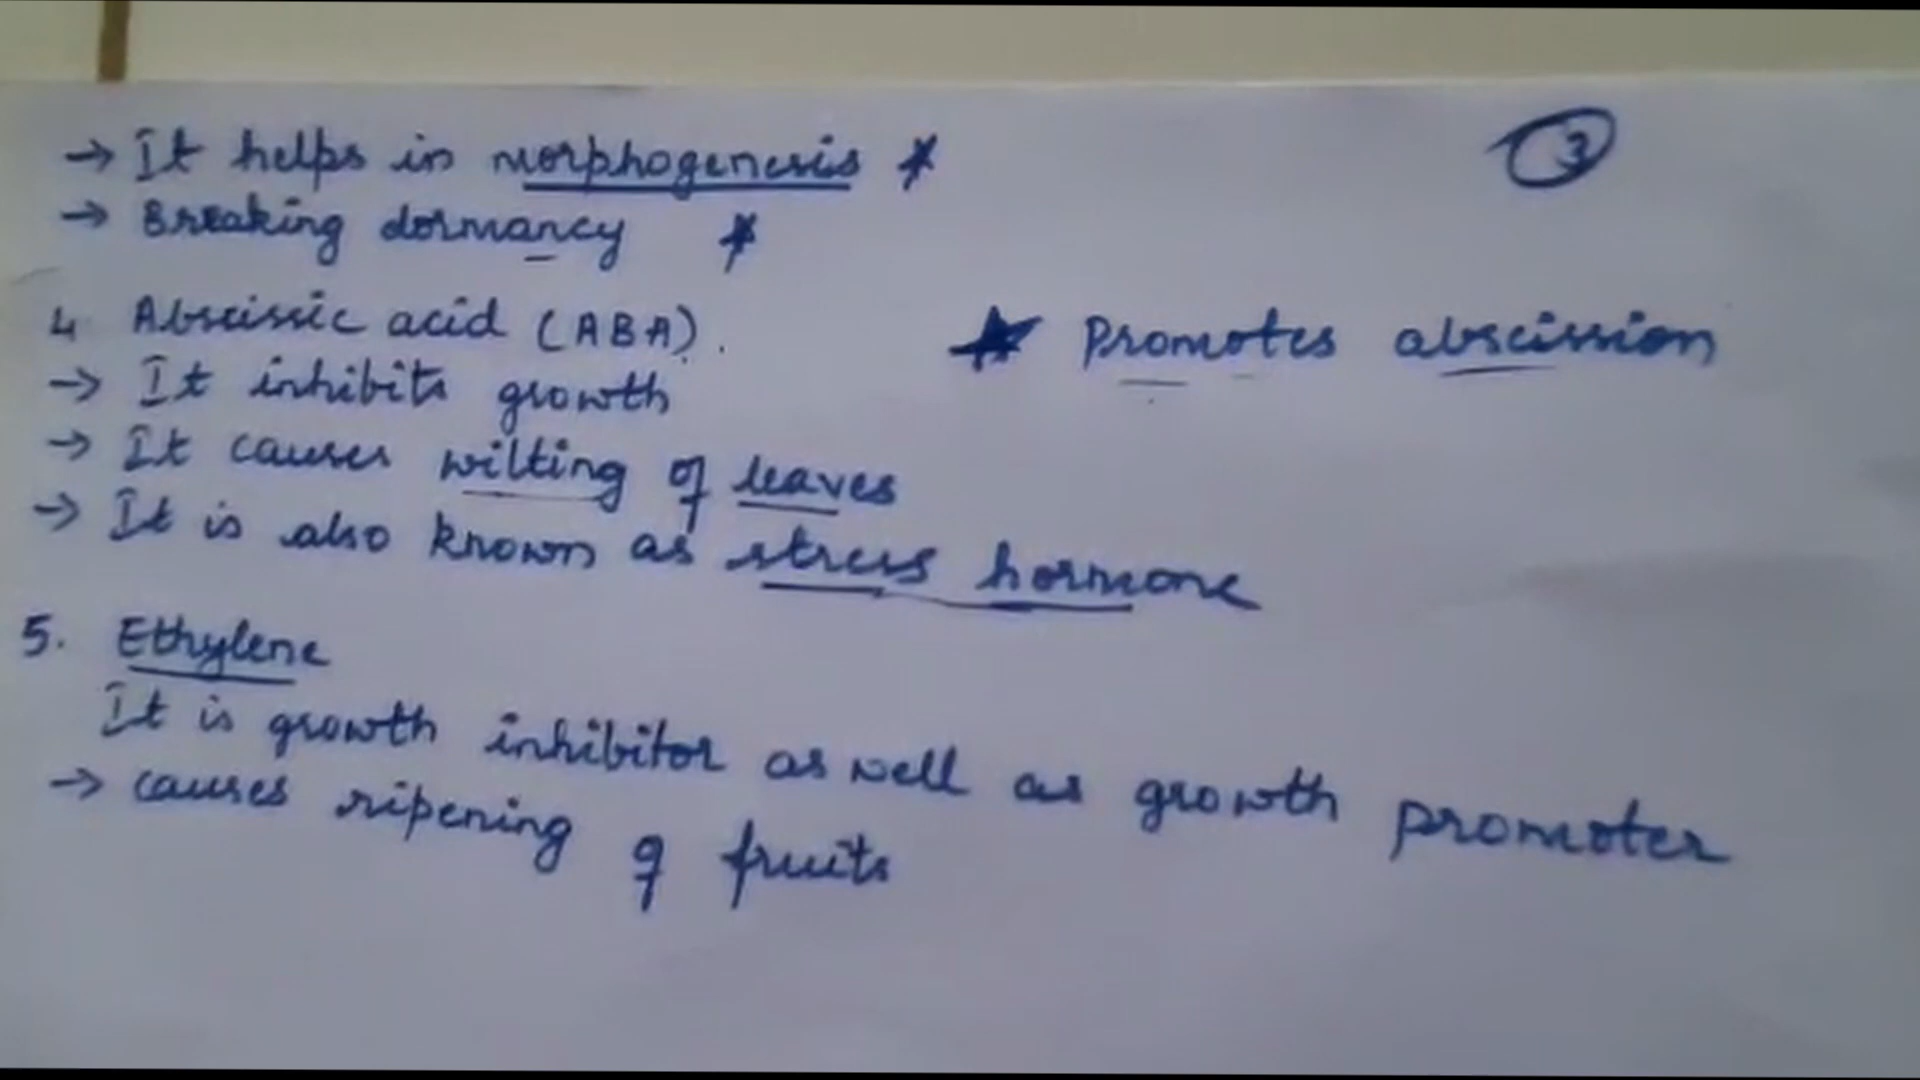 ③
→ It helps in morphogenesis *
→ Breaking dormancy *
4 Abscissic acid (ABA).
★ Promotes abscission
→ It inhibits growth
→ It causes wilting of leaves
→ It is also known as stress hormone
5. Ethylene
It is growth inhibitor as well as growth promoter
→ causes ripening of fruits